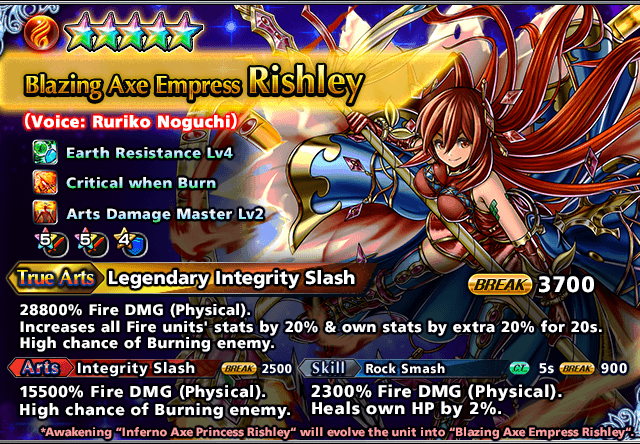 Blazing Axe Empress Rishley
(Voice: Ruriko Noguchi)
Earth Resistance Lv4
Critical when Burn
Arts Damage Master Lv2
5 5 4
True Arts Legendary Integrity Slash BREAK 3700
28800% Fire DMG (Physical).
Increases all Fire units' stats by 20% & own stats by extra 20% for 20s.
High chance of Burning enemy.
Arts Integrity Slash BREAK 2500
15500% Fire DMG (Physical).
High chance of Burning enemy.
Skill Rock Smash CT 5s BREAK 900
2300% Fire DMG (Physical).
Heals own HP by 2%.
*Awakening "Inferno Axe Princess Rishley" will evolve the unit into "Blazing Axe Empress Rishley"